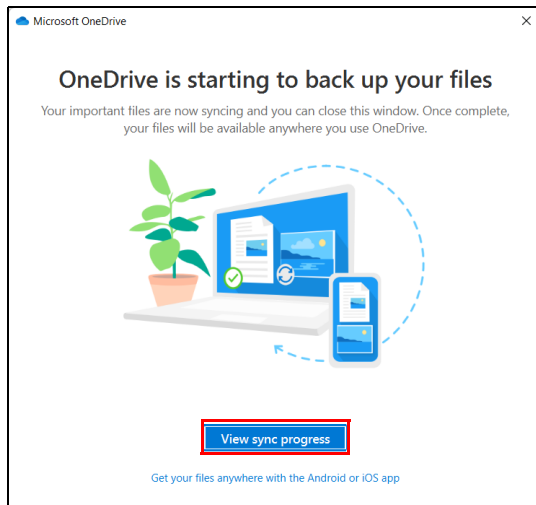 Microsoft OneDrive
OneDrive is starting to back up your files
Your important files are now syncing and you can close this window. Once complete,
your files will be available anywhere you use OneDrive.
View sync progress
Get your files anywhere with the Android or iOS app